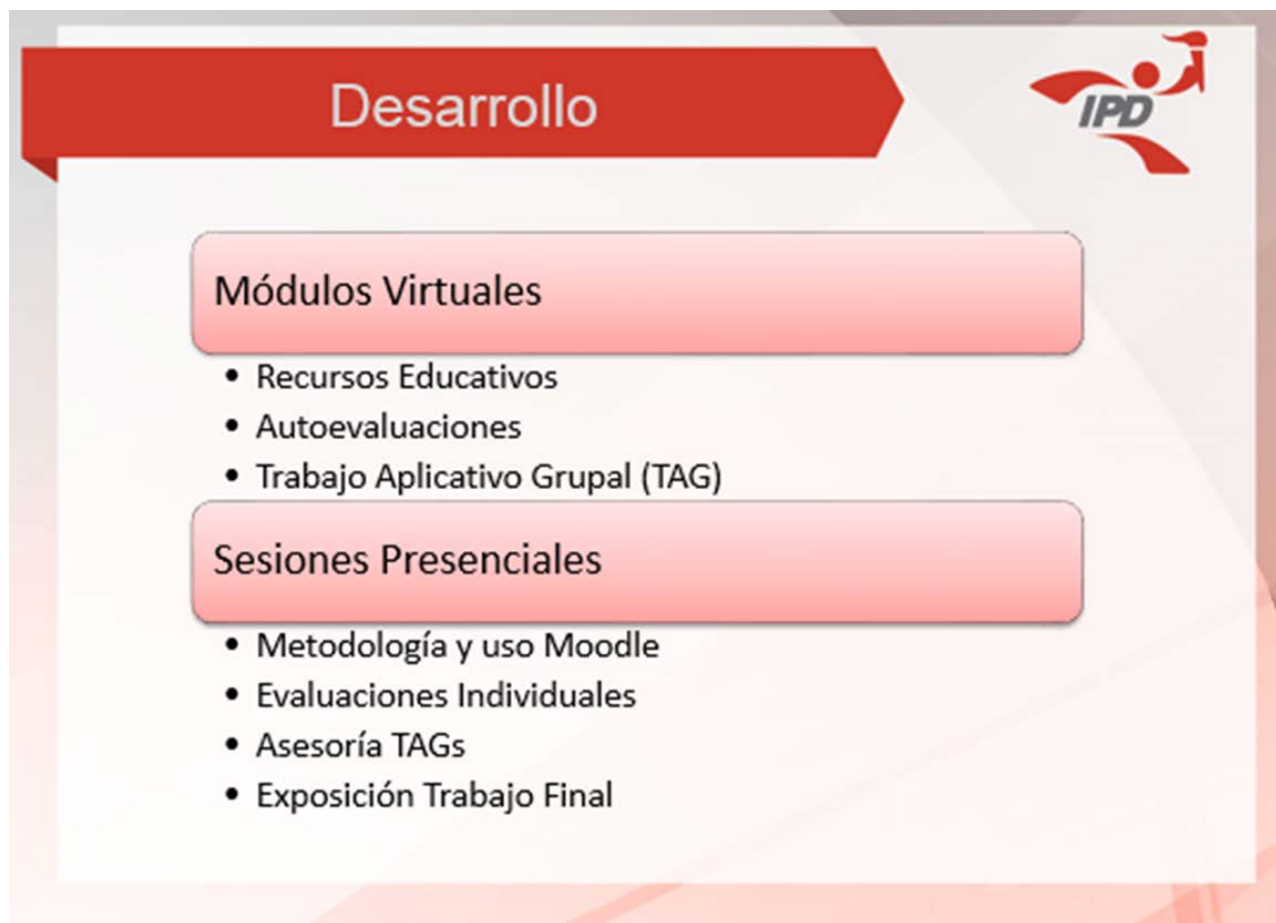 Desarrollo
IPD
Módulos Virtuales
• Recursos Educativos
• Autoevaluaciones
• Trabajo Aplicativo Grupal (TAG)
Sesiones Presenciales
• Metodología y uso Moodle
• Evaluaciones Individuales
• Asesoría TAGs
• Exposición Trabajo Final